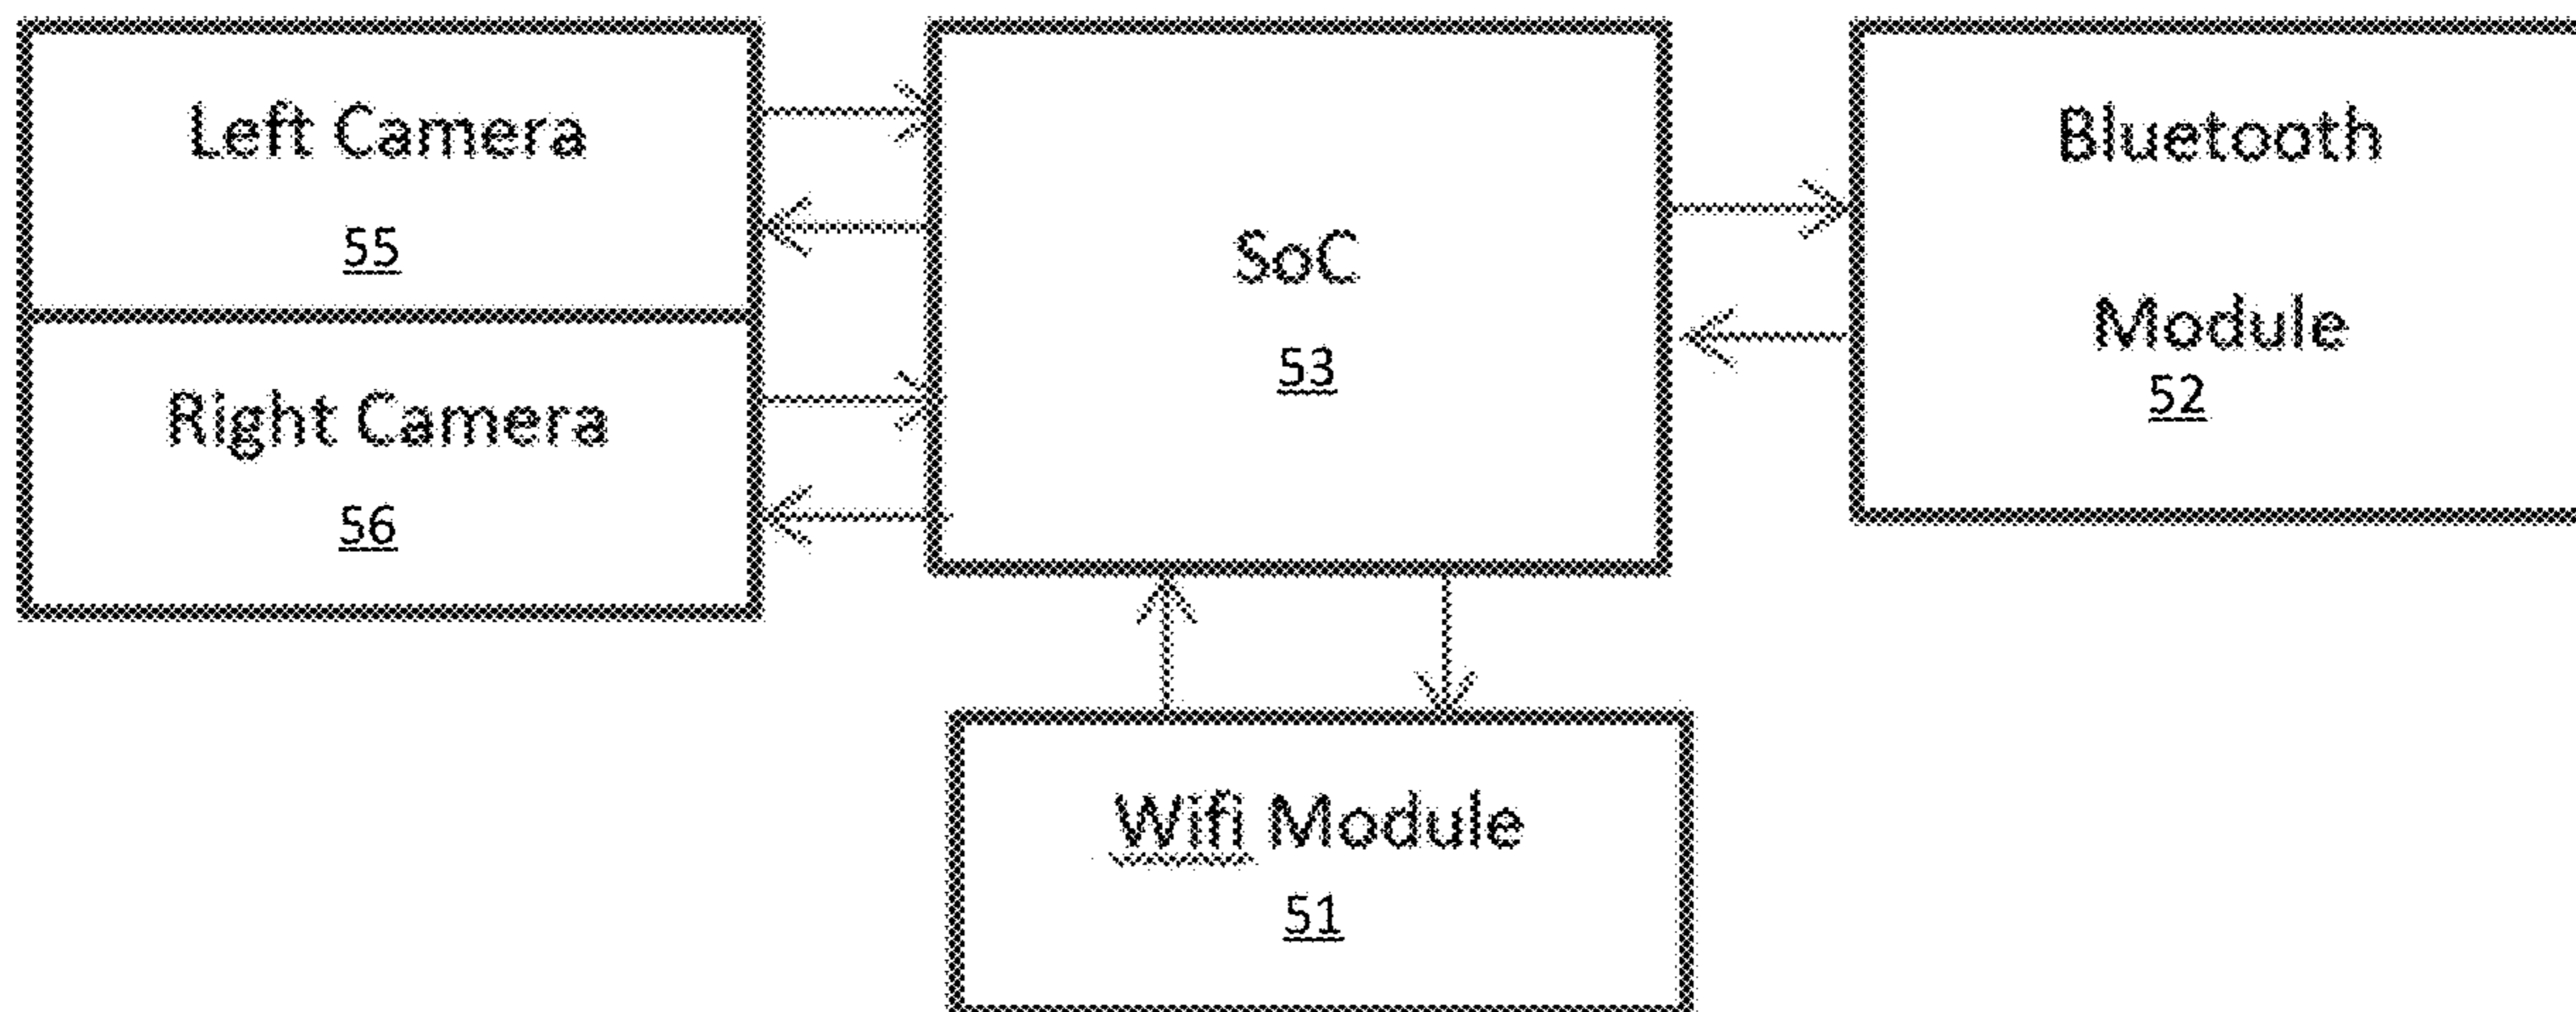 Left Camera
55
Right Camera
56
SoC
53
Bluetooth
Module
52
Wifi Module
51